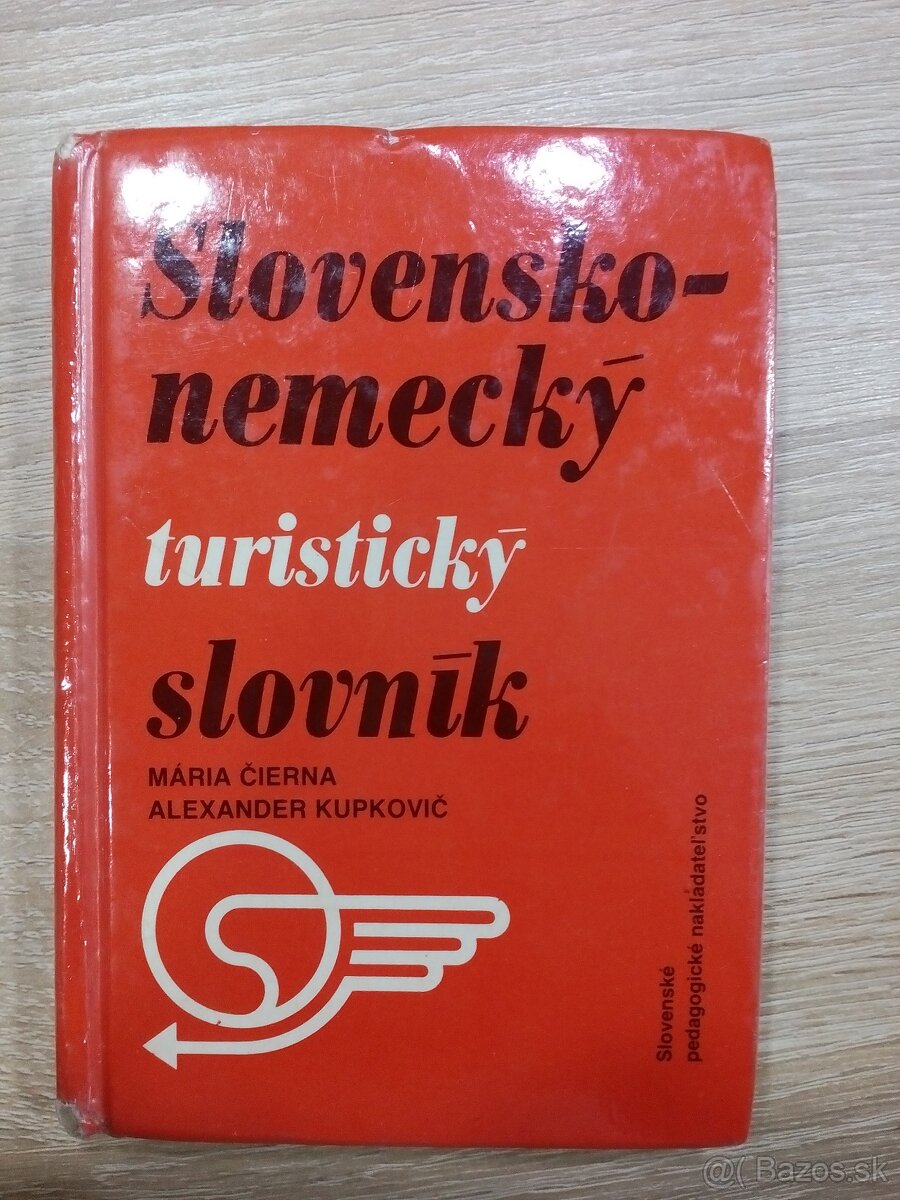 Slovensko-
nemecký
turistický
slovník
MÁRIA ČIERNA
ALEXANDER KUPKOVIČ
Slovenské
pedagogické nakladateľstvo
@( Bazos.sk